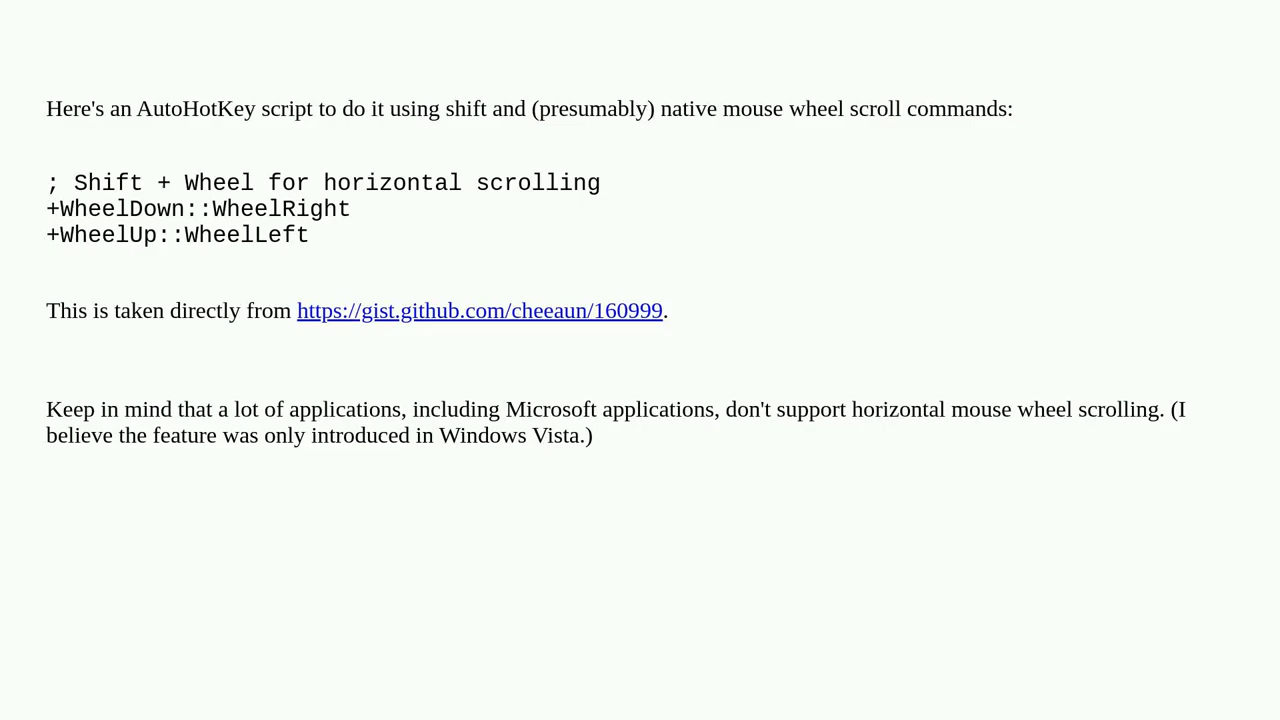 Here's an AutoHotKey script to do it using shift and (presumably) native mouse wheel scroll commands:
; Shift + Wheel for horizontal scrolling
+WheelDown::WheelRight
+WheelUp::WheelLeft
This is taken directly from https://gist.github.com/cheeaun/160999.
Keep in mind that a lot of applications, including Microsoft applications, don't support horizontal mouse wheel scrolling. (I
believe the feature was only introduced in Windows Vista.)